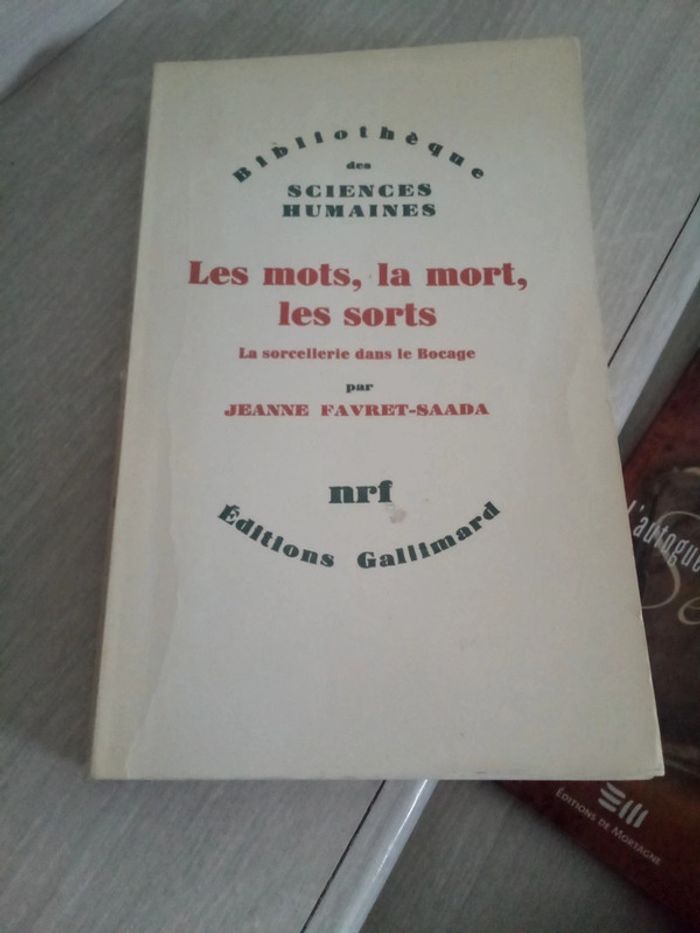 Bibliothèque
des
SCIENCES
HUMAINES
Les mots, la mort,
les sorts
La sorcellerie dans le Bocage
par
JEANNE FAVRET-SAADA
nrf
Éditions Gallimard
ÉDITIONS DE MORTAGNE